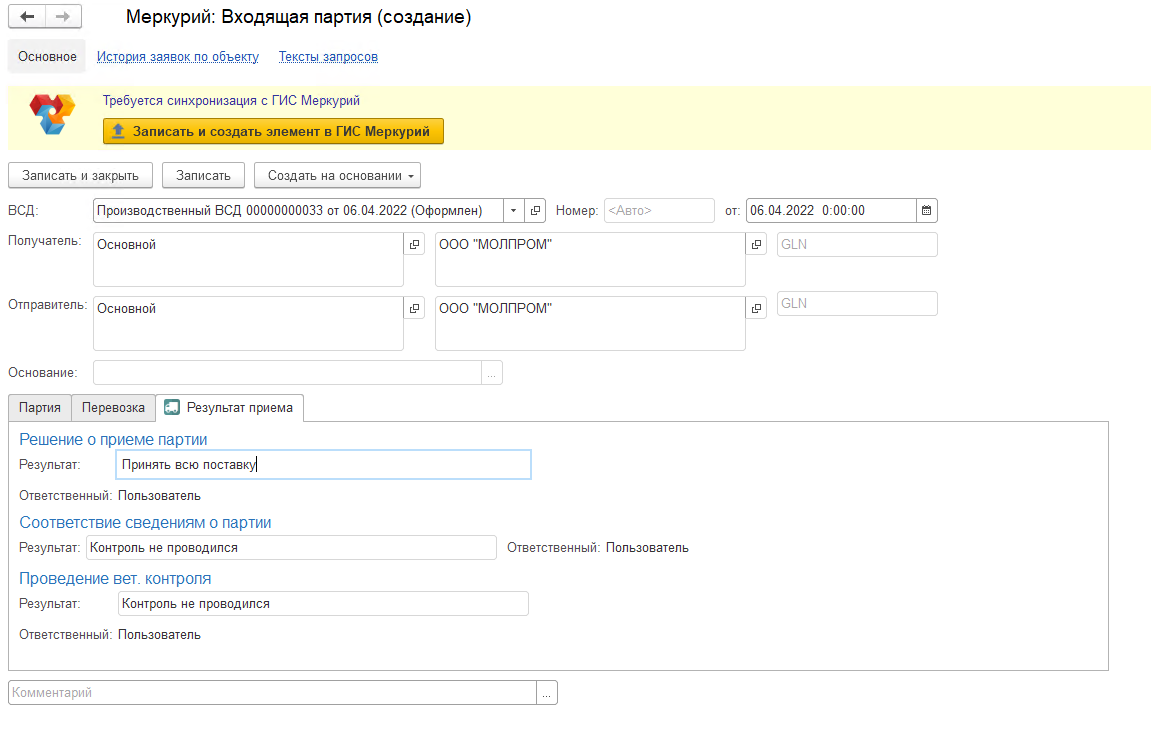 Меркурий: Входящая партия (создание)
Основное История заявок по объекту Тексты запросов
Требуется синхронизация с ГИС Меркурий
Записать и создать элемент в ГИС Меркурий
Записать и закрыть Записать Создать на основании
ВСД: Производственный ВСД 00000000033 от 06.04.2022 (Оформлен) Номер: <Авто> от: 06.04.2022 0:00:00
Получатель: Основной ООО "МОЛПРОМ" GLN
Отправитель: Основной ООО "МОЛПРОМ" GLN
Основание: ...
Партия Перевозка Результат приема
Решение о приеме партии
Результат: Принять всю поставку
Ответственный: Пользователь
Соответствие сведениям о партии
Результат: Контроль не проводился Ответственный: Пользователь
Проведение вет. контроля
Результат: Контроль не проводился
Ответственный: Пользователь
Комментарий ...